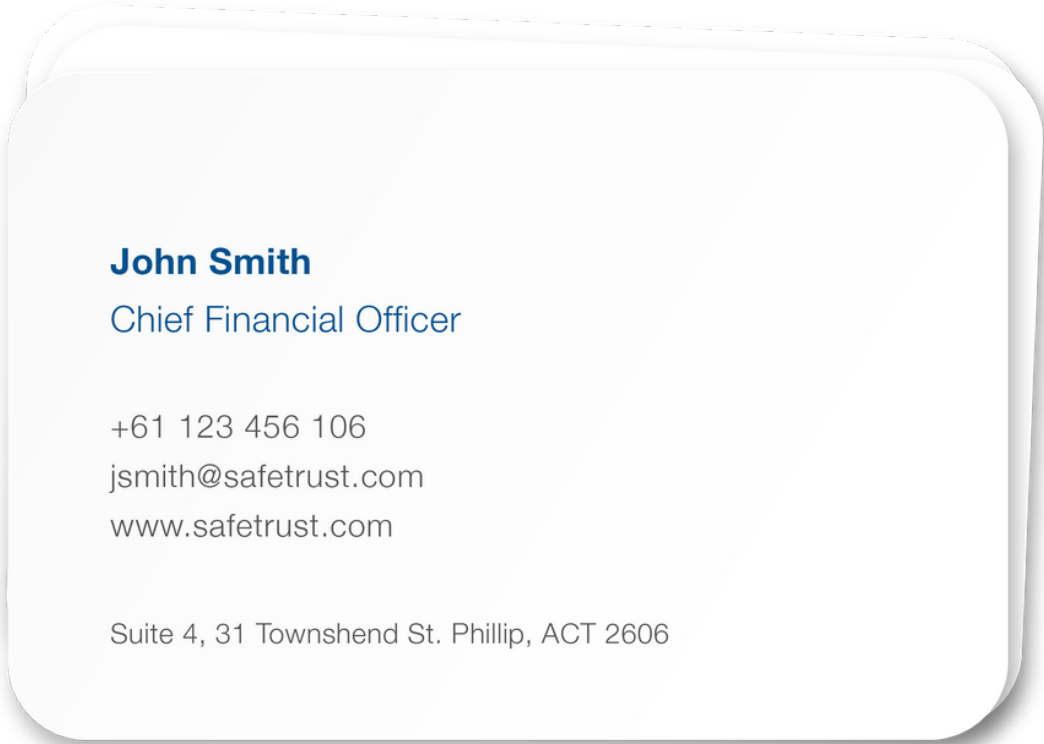 John Smith
Chief Financial Officer
+61 123 456 106
jsmith@safetrust.com
www.safetrust.com
Suite 4, 31 Townshend St. Phillip, ACT 2606